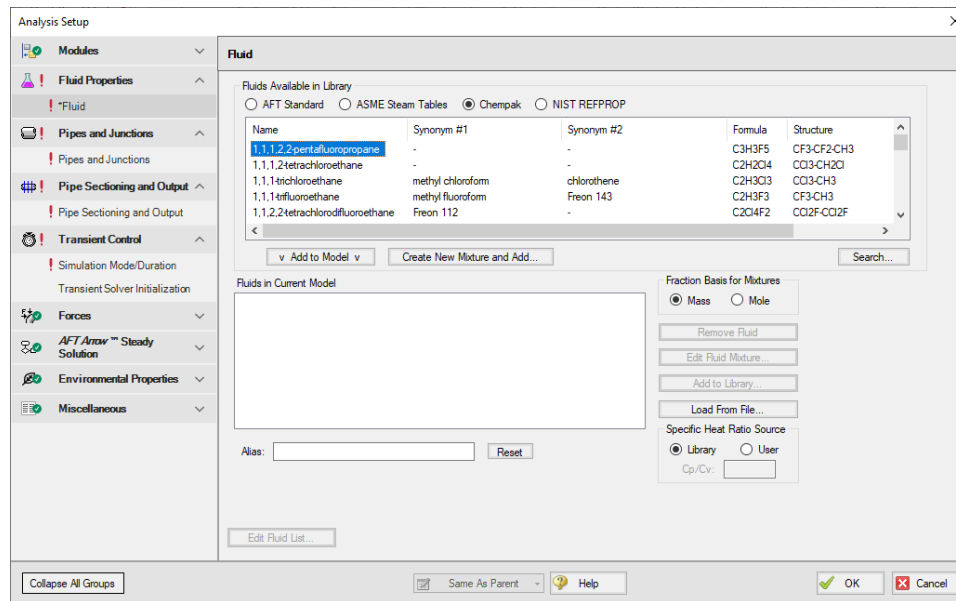 Analysis Setup
Modules
Fluid Properties
*Fluid
Pipes and Junctions
Pipes and Junctions
Pipe Sectioning and Output
Pipe Sectioning and Output
Transient Control
Simulation Mode/Duration
Transient Solver Initialization
Forces
AFT Arrow™ Steady
Solution
Environmental Properties
Miscellaneous
Collapse All Groups
Fluid
Fluids Available in Library
AFT Standard ASME Steam Tables Chempak NIST REFPROP
Name Synonym #1 Synonym #2 Formula Structure
1,1,1,2,2-pentafluoropropane - - C3H3F5 CF3-CF2-CH3
1,1,1,2-tetrachloroethane - - C2H2Cl4 CCl3-CH2Cl
1,1,1-trichloroethane methyl chloroform chlorothene C2H3Cl3 CCl3-CH3
1,1,1-trifluoroethane methyl fluoroform Freon 143 C2H3F3 CF3-CH3
1,1,2,2-tetrachlorodifluoroethane Freon 112 - C2Cl4F2 CCl2F-CCl2F
v Add to Model v Create New Mixture and Add... Search...
Fluids in Current Model
Fraction Basis for Mixtures
Mass Mole
Remove Fluid
Edit Fluid Mixture...
Add to Library...
Load From File...
Specific Heat Ratio Source
Library User
Cp/Cv:
Alias: Reset
Edit Fluid List...
Same As Parent Help OK Cancel